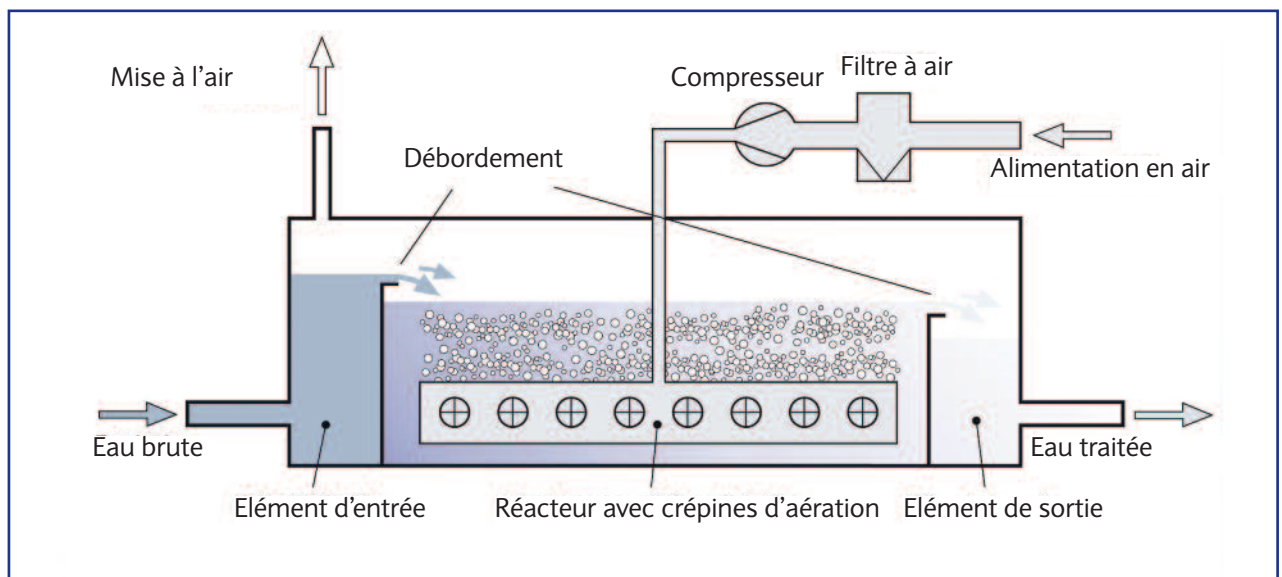 Mise à l'air
Compresseur
Filtre à air
Débordement
Alimentation en air
Eau brute
Eau traitée
Elément d'entrée
Réacteur avec crépines d'aération
Elément de sortie